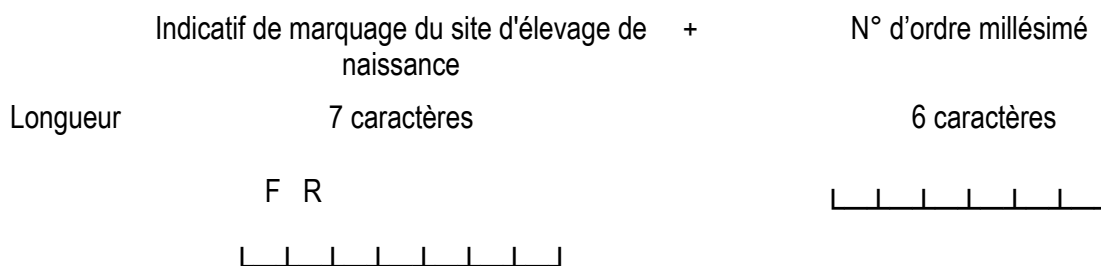 Indicatif de marquage du site d'élevage de naissance + N° d’ordre millésimé
Longueur 7 caractères 6 caractères
F R